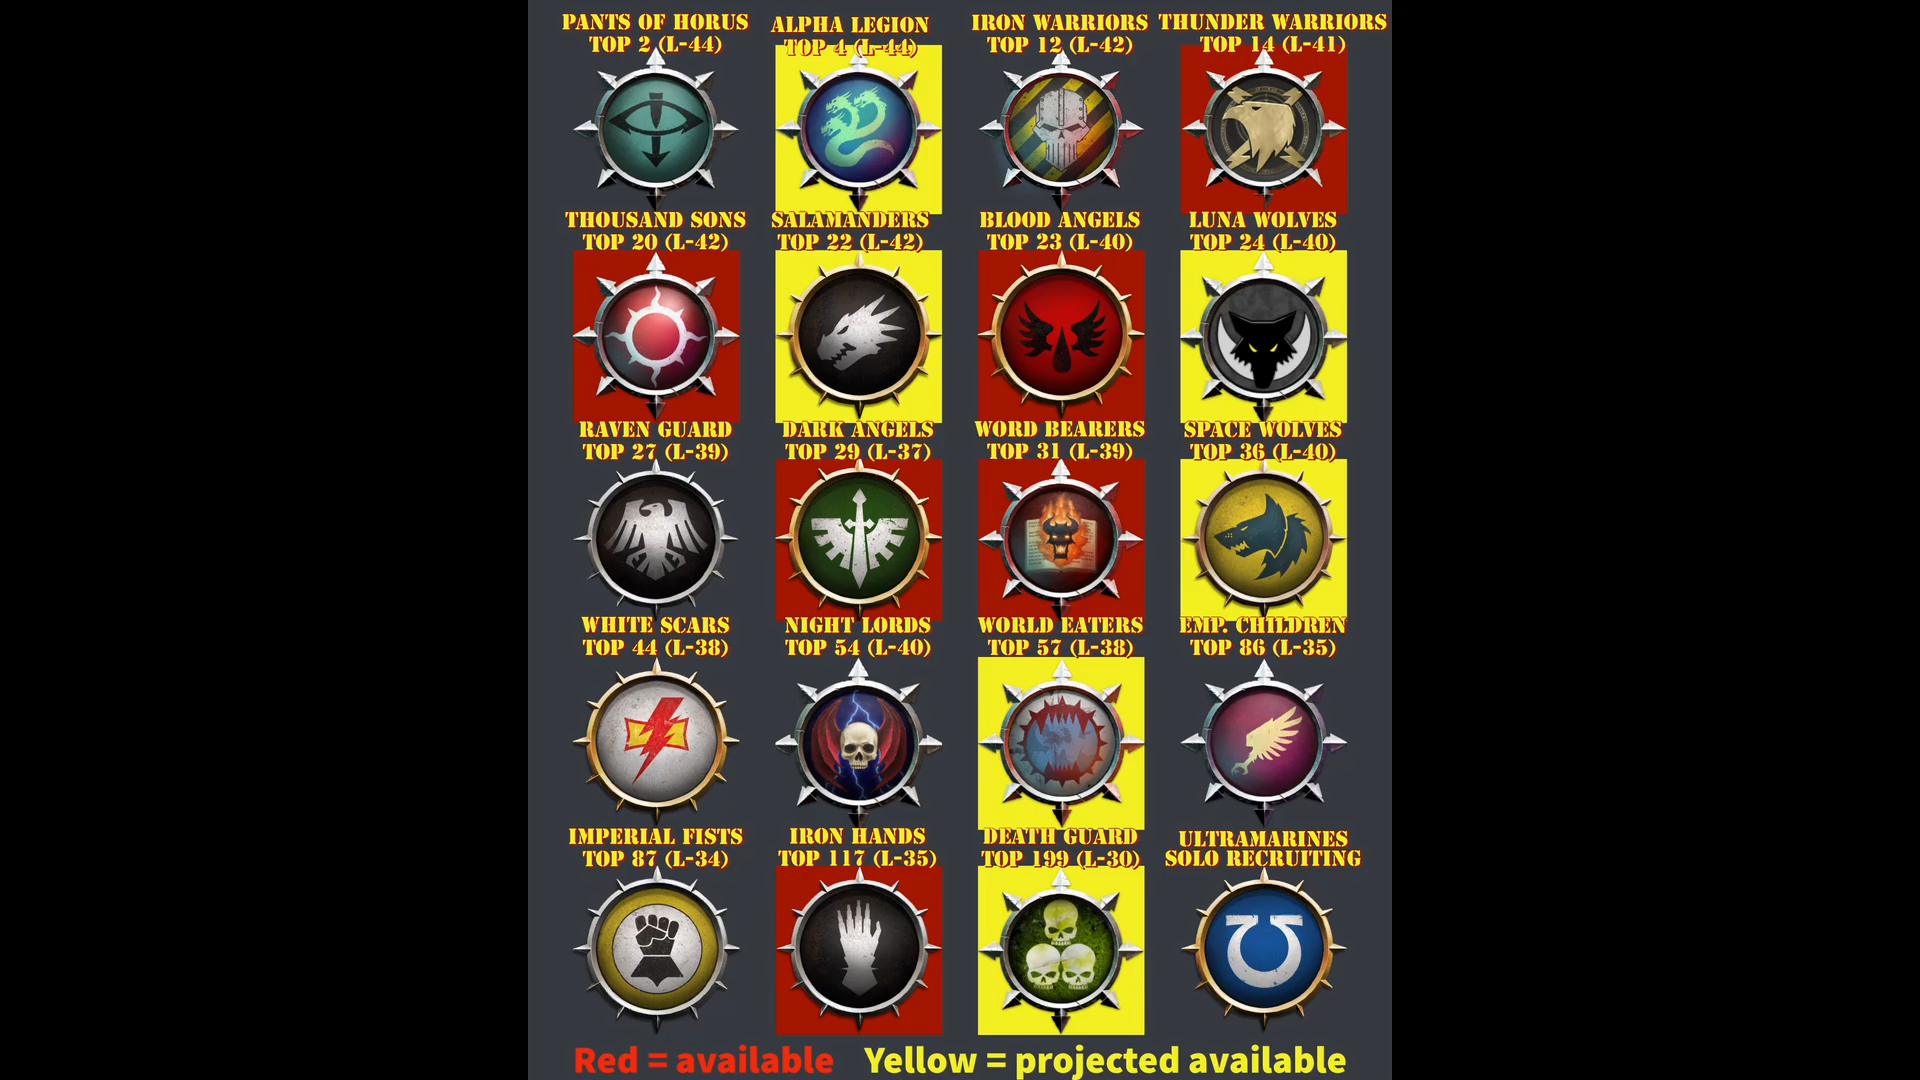 PANTS OF HORUS
TOP 2 (L-44)
ALPHA LEGION
TOP 4 (L-44)
IRON WARRIORS
TOP 12 (L-42)
THUNDER WARRIORS
TOP 14 (L-41)
THOUSAND SONS
TOP 20 (L-42)
SALAMANDERS
TOP 22 (L-42)
BLOOD ANGELS
TOP 23 (L-40)
LUNA WOLVES
TOP 24 (L-40)
RAVEN GUARD
TOP 27 (L-39)
DARK ANGELS
TOP 29 (L-37)
WORD BEARERS
TOP 31 (L-39)
SPACE WOLVES
TOP 36 (L-40)
WHITE SCARS
TOP 44 (L-38)
NIGHT LORDS
TOP 54 (L-40)
WORLD EATERS
TOP 57 (L-38)
EMP. CHILDREN
TOP 86 (L-35)
IMPERIAL FISTS
TOP 87 (L-34)
IRON HANDS
TOP 117 (L-35)
DEATH GUARD
TOP 199 (L-30)
ULTRAMARINES
SOLO RECRUITING
Red = available
Yellow = projected available